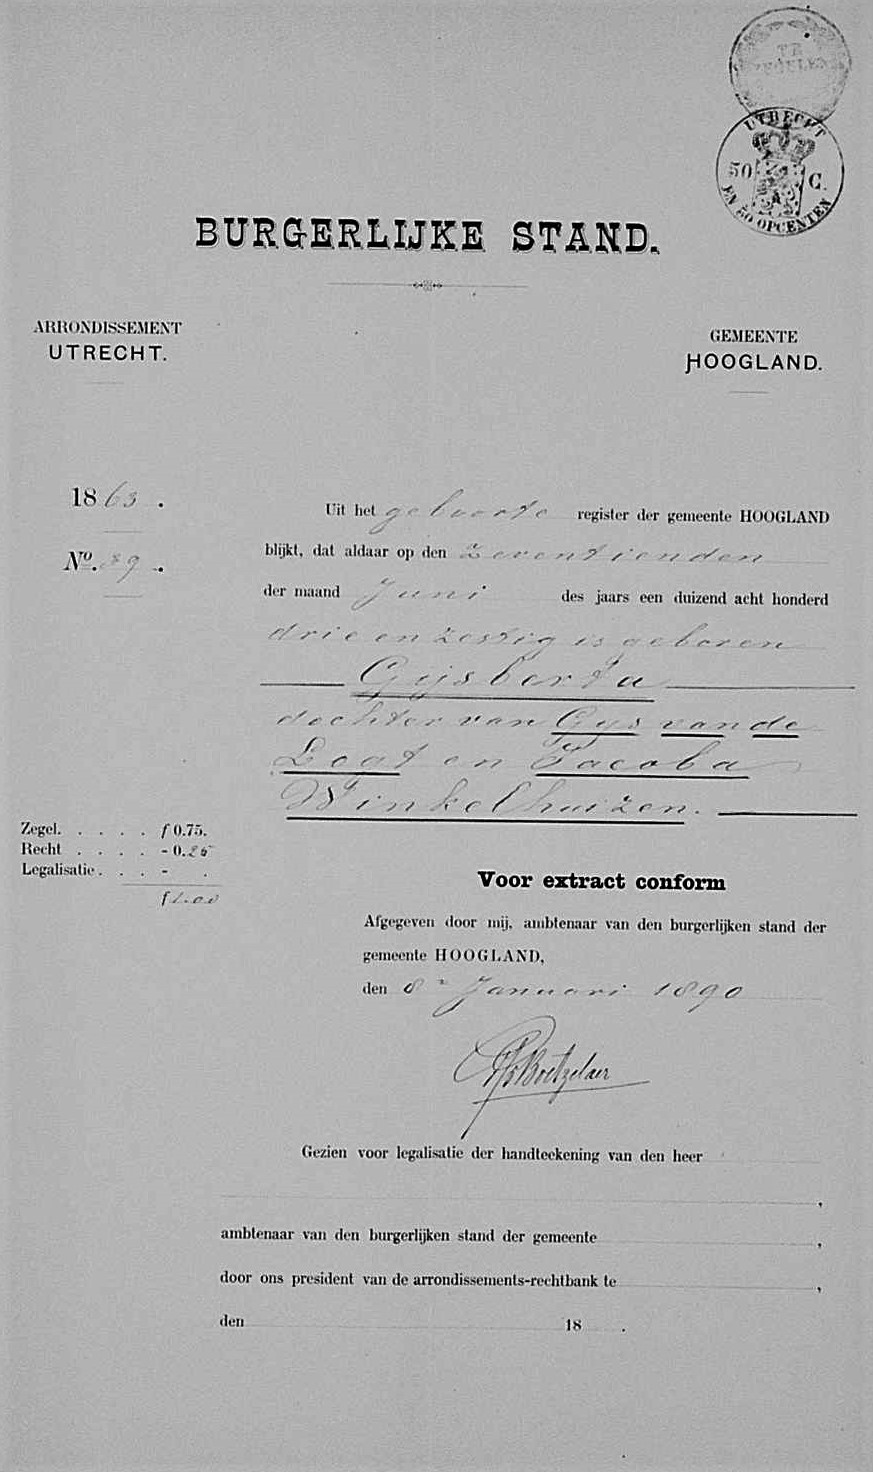 TE
ZEGELEN
UTRECHT
50 C.
EN 50 OPCENTEN
BURGERLIJKE STAND.
ARRONDISSEMENT
UTRECHT.
GEMEENTE
HOOGLAND.
1863.
No. 39.
Uit het geboorte register der gemeente HOOGLAND
blijkt, dat aldaar op den zeventienden
der maand Juni des jaars een duizend acht honderd
drie en zestig is geboren
Gijsberta
dochter van Gijs van de
Loat en Jacoba
Winkelhuizen.
Zegel. . . . . f 0.75.
Recht . . . . - 0.25
Legalisatie. . . - .
f 1.00
Voor extract conform
Afgegeven door mij, ambtenaar van den burgerlijken stand der
gemeente HOOGLAND,
den 8n Januari 1890
Boetzelaer
Gezien voor legalisatie der handteekening van den heer
,
ambtenaar van den burgerlijken stand der gemeente ,
door ons president van de arrondissements-rechtbank te ,
den 18 .